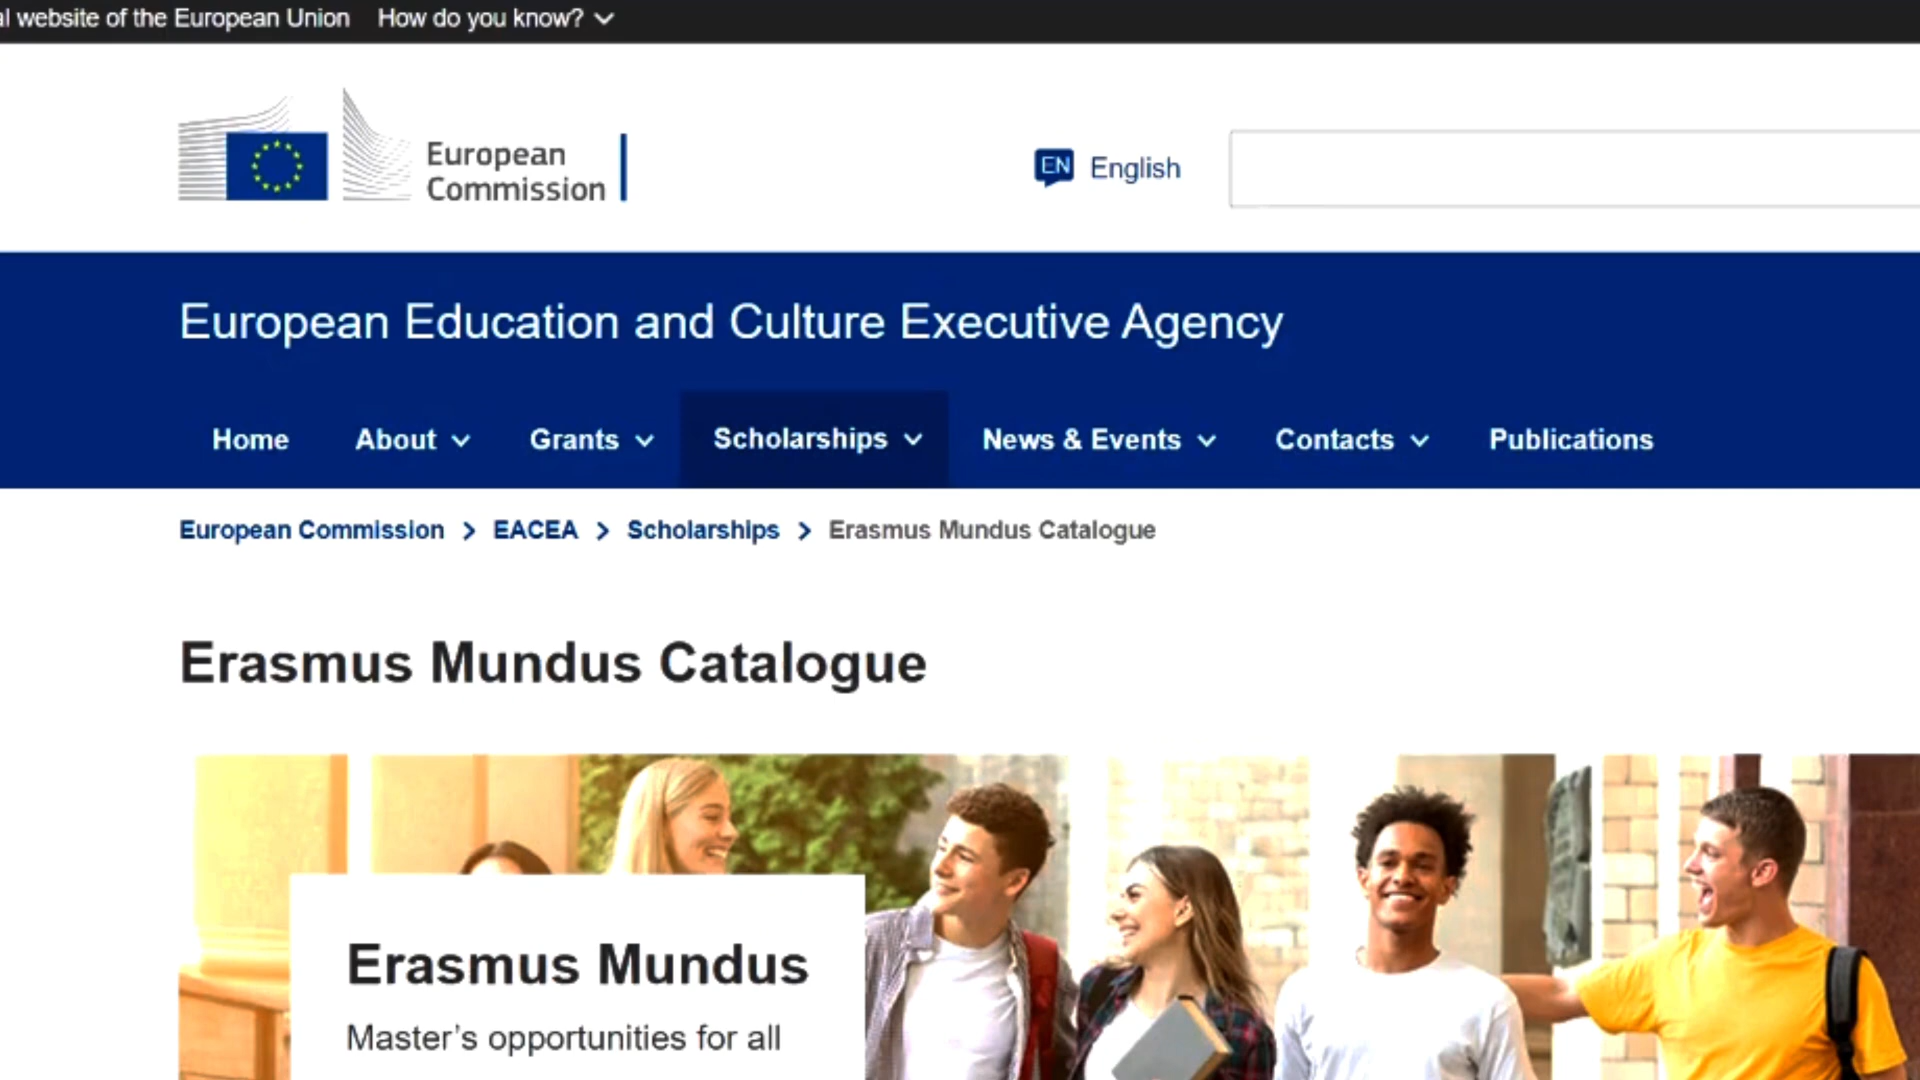 al website of the European Union How do you know?
European
Commission
EN English
European Education and Culture Executive Agency
Home About Grants Scholarships News & Events Contacts Publications
European Commission > EACEA > Scholarships > Erasmus Mundus Catalogue
Erasmus Mundus Catalogue
Erasmus Mundus
Master's opportunities for all